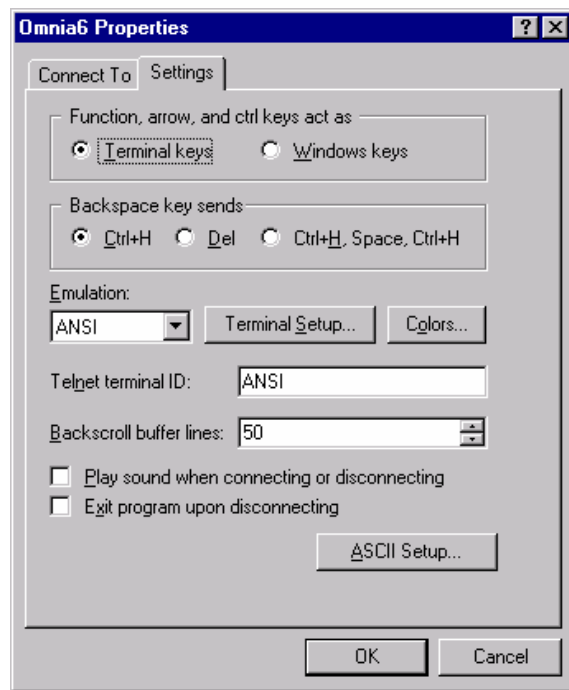 Omnia6 Properties
Connect To Settings
Function, arrow, and ctrl keys act as
Terminal keys Windows keys
Backspace key sends
Ctrl+H Del Ctrl+H, Space, Ctrl+H
Emulation:
ANSI Terminal Setup... Colors...
Telnet terminal ID: ANSI
Backscroll buffer lines: 50
Play sound when connecting or disconnecting
Exit program upon disconnecting
ASCII Setup...
OK Cancel